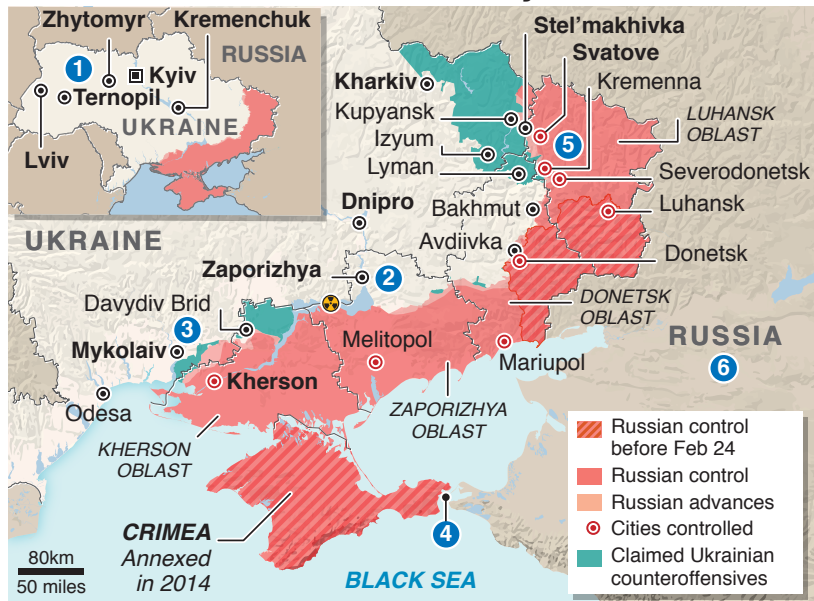 Zhytomyr
Kremenchuk
RUSSIA
1
Kyiv
Ternopil
UKRAINE
Lviv
Stel'makhivka
Svatove
Kharkiv
Kremenna
Kupyansk
LUHANSK
OBLAST
Izyum
5
Lyman
Severodonetsk
Dnipro
Bakhmut
Luhansk
UKRAINE
Avdiivka
Donetsk
Zaporizhya
2
Davydiv Brid
DONETSK
OBLAST
3
RUSSIA
6
Mykolaiv
Melitopol
Mariupol
Kherson
Odesa
ZAPORIZHYA
OBLAST
KHERSON
OBLAST
Russian control
before Feb 24
Russian control
Russian advances
Cities controlled
Claimed Ukrainian
counteroffensives
4
CRIMEA
Annexed
in 2014
80km
50 miles
BLACK SEA